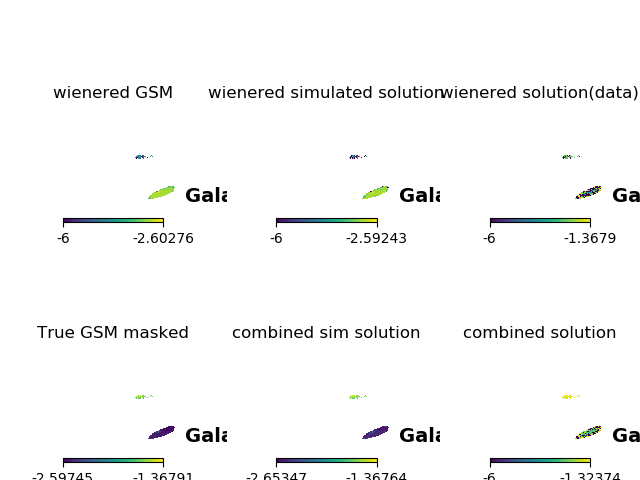 wienered GSM
wienered simulated solution
wienered solution(data)
Gala
Gala
Ga
-6
-2.60276
-6
-2.59243
-6
-1.3679
True GSM masked
combined sim solution
combined solution
Gala
Gala
Ga
-2.59745
-1.36791
-2.65347
-1.36764
-6
-1.32374